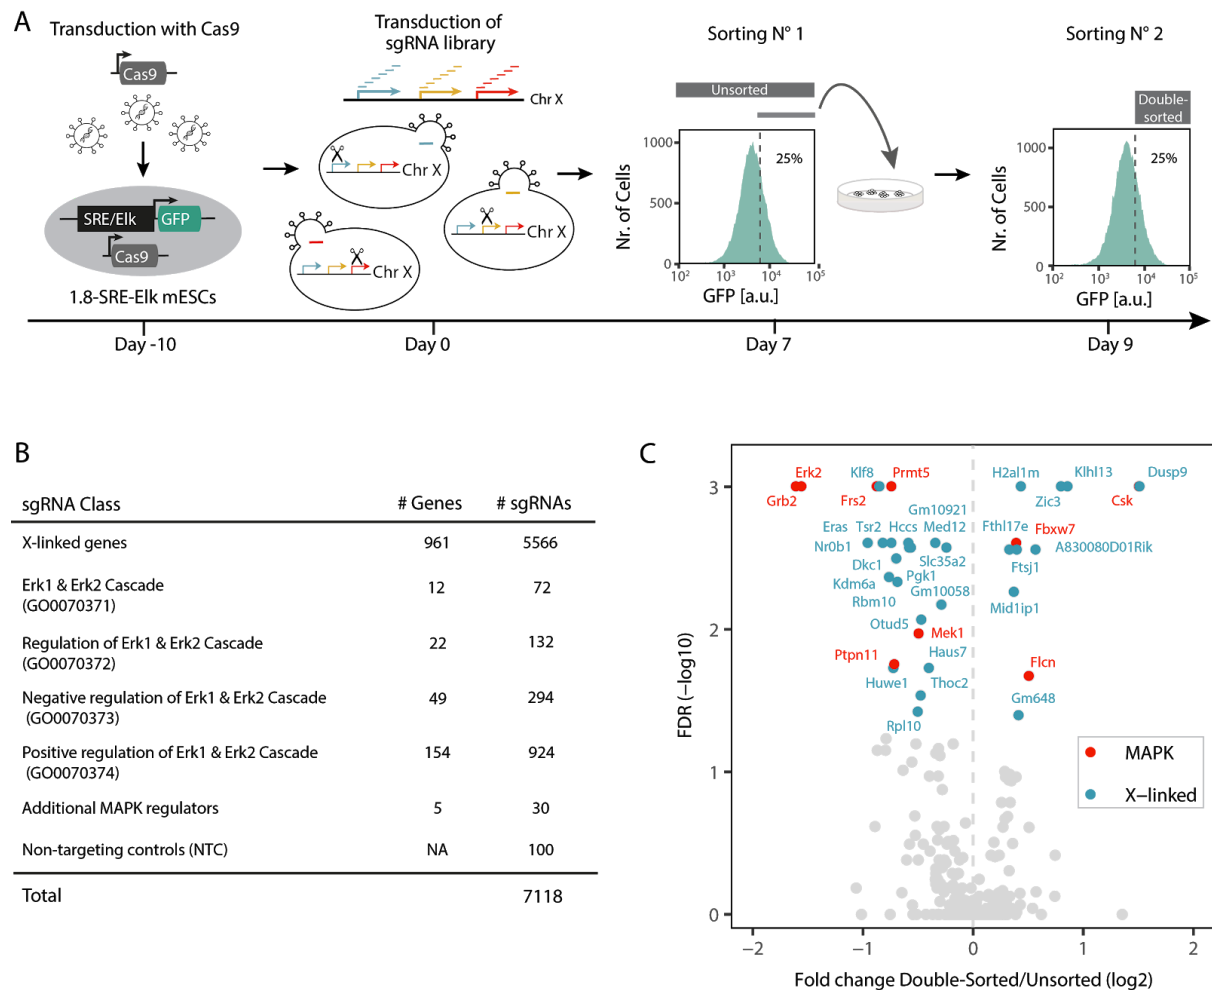 A
Transduction with Cas9
Cas9
SRE/Elk
GFP
Cas9
1.8-SRE-Elk mESCs
Transduction of
sgRNA library
Chr X
Chr X
Chr X
Chr X
Sorting N° 1
Unsorted
Nr. of Cells
1000
500
0
25%
10²
10³
10⁴
10⁵
GFP [a.u.]
Sorting N° 2
Double-
sorted
Nr. of Cells
1000
500
0
25%
10²
10³
10⁴
10⁵
GFP [a.u.]
Day -10
Day 0
Day 7
Day 9
B
sgRNA Class # Genes # sgRNAs
X-linked genes 961 5566
Erk1 & Erk2 Cascade 12 72
(GO0070371)
Regulation of Erk1 & Erk2 Cascade 22 132
(GO0070372)
Negative regulation of Erk1 & Erk2 Cascade 49 294
(GO0070373)
Positive regulation of Erk1 & Erk2 Cascade 154 924
(GO0070374)
Additional MAPK regulators 5 30
Non-targeting controls (NTC) NA 100
Total 7118
C
FDR (−log10)
3
2
1
0
Erk2 Klf8 Prmt5 H2al1m Klhl13 Dusp9
Grb2 Frs2 Zic3 Csk
Gm10921
Eras Tsr2 Hccs Med12 Fthl17e Fbxw7
Nr0b1 Slc35a2 A830080D01Rik
Dkc1 Pgk1 Ftsj1
Kdm6a Gm10058
Rbm10 Mid1ip1
Otud5 Mek1
Ptpn11 Haus7 Flcn
Huwe1 Thoc2 Gm648
Rpl10
MAPK
X−linked
−2
−1
0
1
2
Fold change Double-Sorted/Unsorted (log2)